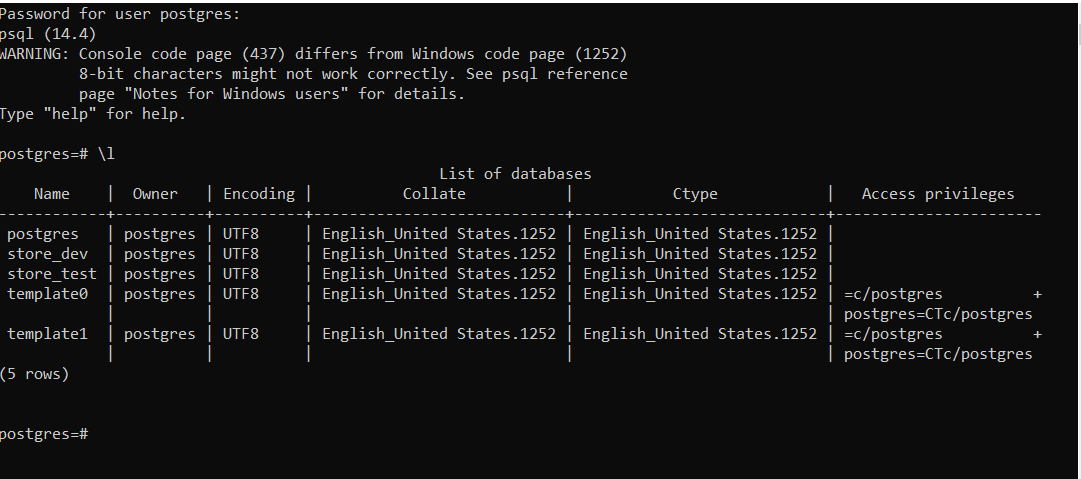 Password for user postgres:
psql (14.4)
WARNING: Console code page (437) differs from Windows code page (1252)
         8-bit characters might not work correctly. See psql reference
         page "Notes for Windows users" for details.
Type "help" for help.

postgres=# \l
                                                 List of databases
    Name    |  Owner   | Encoding |          Collate           |           Ctype            |   Access privileges
------------+----------+----------+----------------------------+----------------------------+-----------------------
 postgres   | postgres | UTF8     | English_United States.1252 | English_United States.1252 |
 store_dev  | postgres | UTF8     | English_United States.1252 | English_United States.1252 |
 store_test | postgres | UTF8     | English_United States.1252 | English_United States.1252 |
 template0  | postgres | UTF8     | English_United States.1252 | English_United States.1252 | =c/postgres          +
            |          |          |                            |                            | postgres=CTc/postgres
 template1  | postgres | UTF8     | English_United States.1252 | English_United States.1252 | =c/postgres          +
            |          |          |                            |                            | postgres=CTc/postgres
(5 rows)


postgres=#